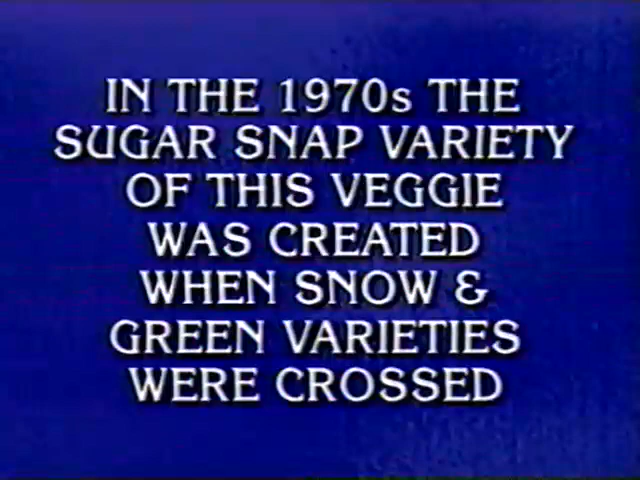 IN THE 1970s THE
SUGAR SNAP VARIETY
OF THIS VEGGIE
WAS CREATED
WHEN SNOW &
GREEN VARIETIES
WERE CROSSED